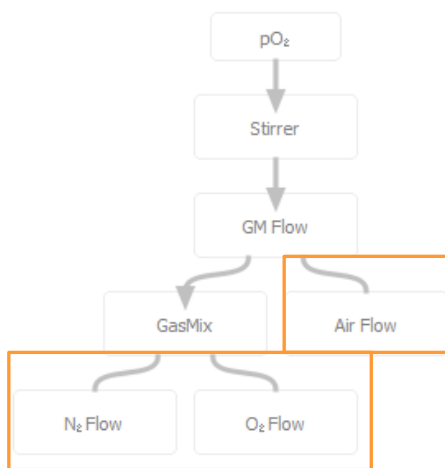 pO₂
Stirrer
GM Flow
GasMix
Air Flow
N₂ Flow
O₂ Flow